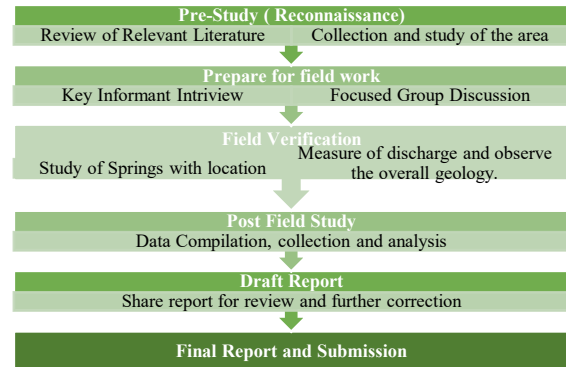 Pre-Study ( Reconnaissance)
Review of Relevant Literature
Collection and study of the area
Prepare for field work
Key Informant Intriview
Focused Group Discussion
Field Verification
Study of Springs with location
Measure of discharge and observe
the overall geology.
Post Field Study
Data Compilation, collection and analysis
Draft Report
Share report for review and further correction
Final Report and Submission